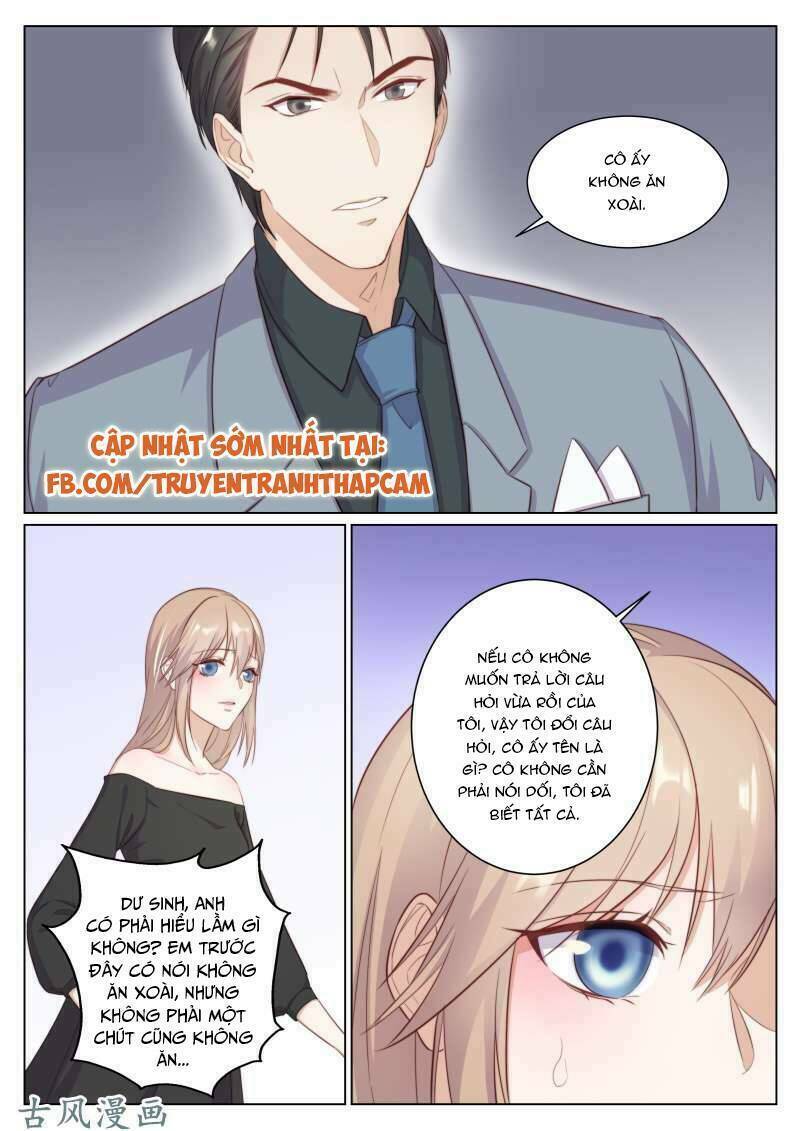 CÔ ẤY
KHÔNG ĂN
XOÀI.
CẬP NHẬT SỚM NHẤT TẠI:
FB.COM/TRUYENTRANHTHAPCAM
DƯ SINH, ANH
CÓ PHẢI HIỂU LẦM GÌ
KHÔNG? EM TRƯỚC
ĐÂY CÓ NÓI KHÔNG
ĂN XOÀI, NHƯNG
KHÔNG PHẢI MỘT
CHÚT CŨNG KHÔNG
ĂN...
NẾU CÔ KHÔNG
MUỐN TRẢ LỜI CÂU
HỎI VỪA RỒI CỦA
TÔI, VẬY TÔI ĐỔI CÂU
HỎI, CÔ ẤY TÊN LÀ
GÌ? CÔ KHÔNG CẦN
PHẢI NÓI DỐI, TÔI ĐÃ
BIẾT TẤT CẢ.
古风漫画